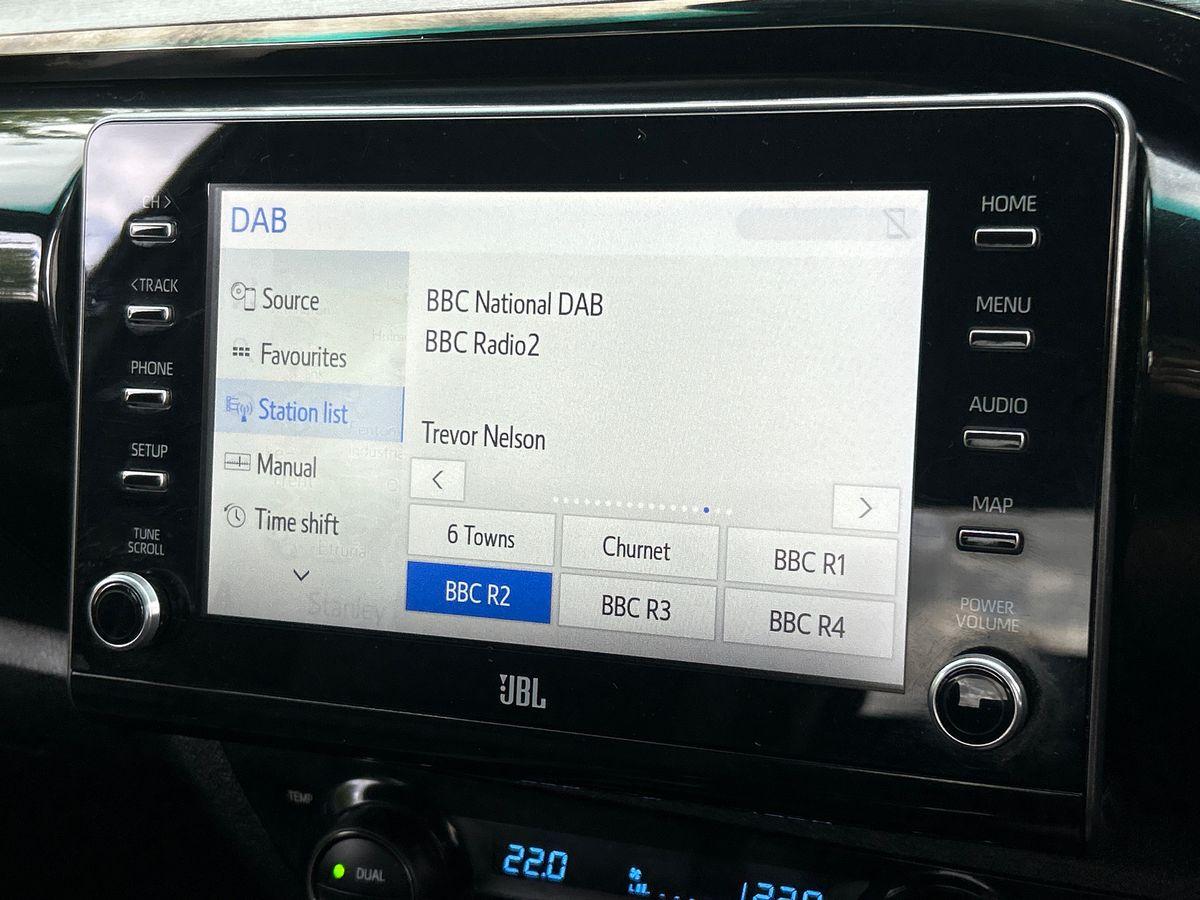 CH >
HOME
DAB
<TRACK
Source
BBC National DAB
MENU
BBC Radio2
Favourites
PHONE
Station list
AUDIO
Trevor Nelson
SETUP
Manual
MAP
Time shift
TUNE
SCROLL
6 Towns
Churnet
BBC R1
BBC R2
BBC R3
BBC R4
Stanley
POWER
VOLUME
JBL
TEMP
DUAL
22.0